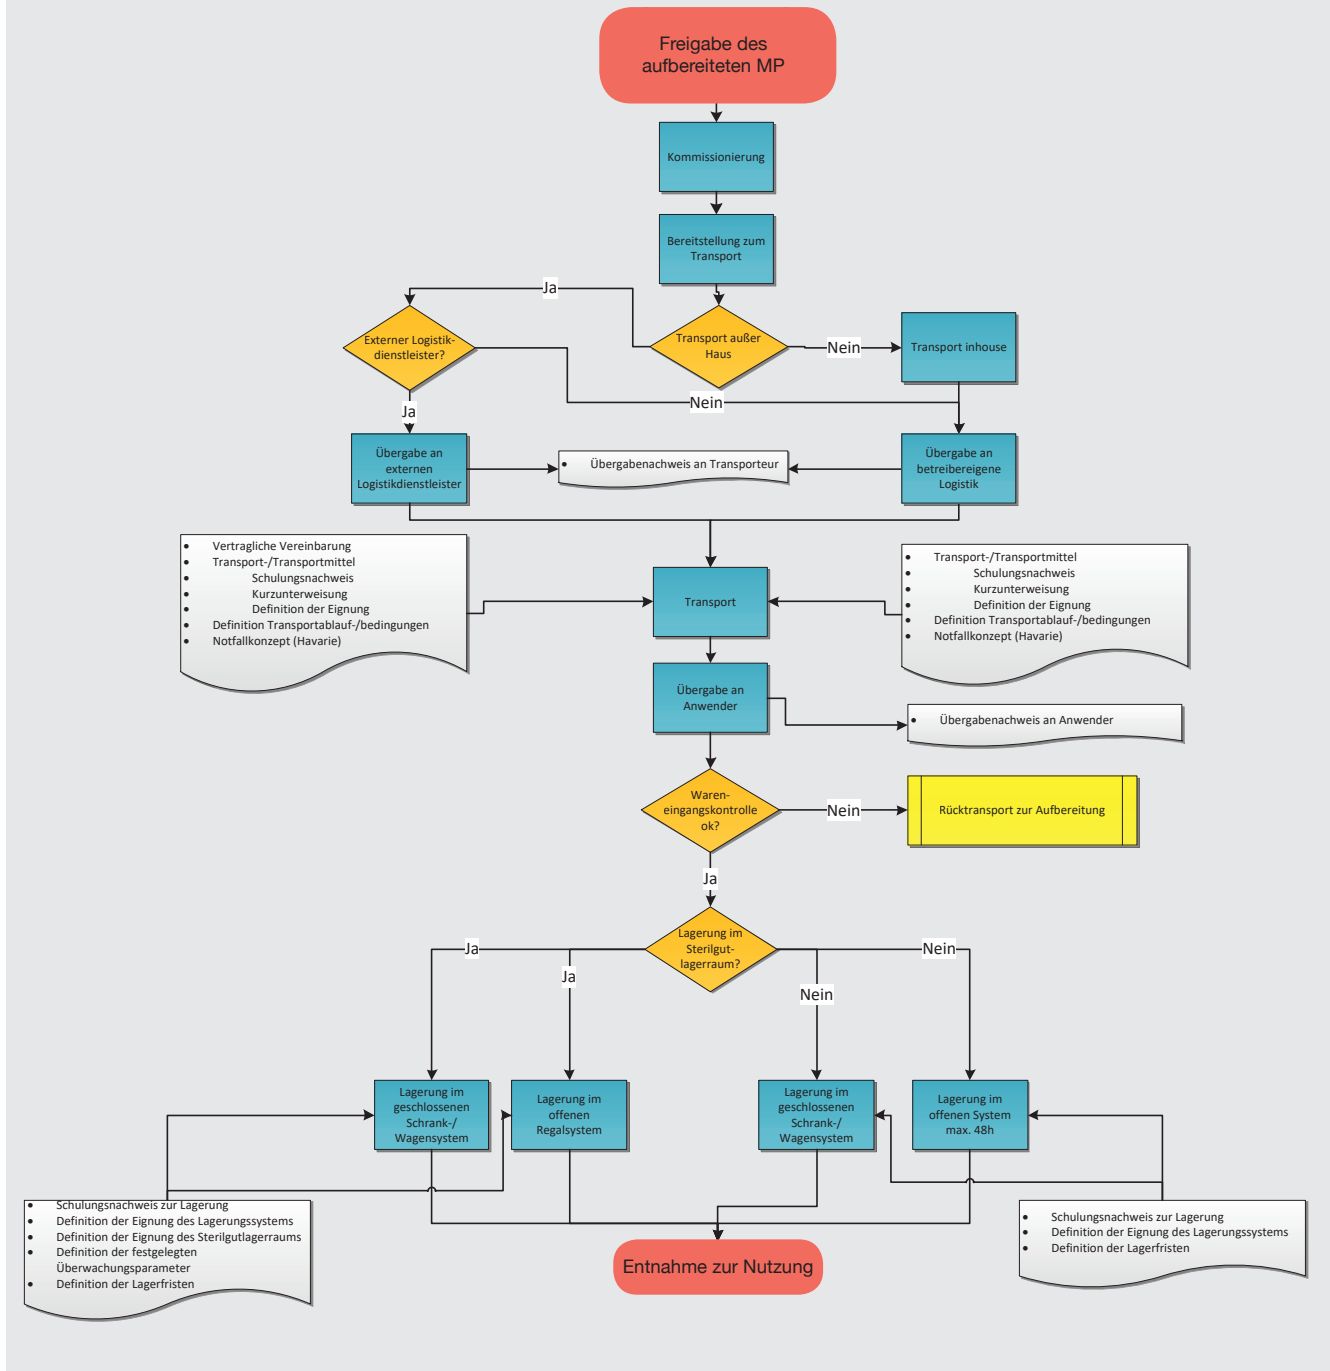 Freigabe des
aufbereiteten MP
Kommissionierung
Bereitstellung zum
Transport
Ja
Externer Logistik-
dienstleister?
Transport außer
Haus
Nein
Transport inhouse
Nein
Ja
Übergabe an
externen
Logistikdienstleister
• Übergabenachweis an Transporteur
Übergabe an
betreibereigene
Logistik
• Vertragliche Vereinbarung
• Transport-/Transportmittel
• Schulungsnachweis
• Kurzunterweisung
• Definition der Eignung
• Definition Transportablauf-/bedingungen
• Notfallkonzept (Havarie)
Transport
• Transport-/Transportmittel
• Schulungsnachweis
• Kurzunterweisung
• Definition der Eignung
• Definition Transportablauf-/bedingungen
• Notfallkonzept (Havarie)
Übergabe an
Anwender
• Übergabenachweis an Anwender
Waren-
eingangskontrolle
ok?
Nein
Rücktransport zur Aufbereitung
Ja
Lagerung im
Sterilgut-
lagerraum?
Ja
Ja
Nein
Nein
Lagerung im
geschlossenen
Schrank-/
Wagensystem
Lagerung im
offenen
Regalsystem
Lagerung im
geschlossenen
Schrank-/
Wagensystem
Lagerung im
offenen System
max. 48h
• Schulungsnachweis zur Lagerung
• Definition der Eignung des Lagerungssystems
• Definition der Eignung des Sterilgutlagerraums
• Definition der festgelegten
Überwachungsparameter
• Definition der Lagerfristen
Entnahme zur Nutzung
• Schulungsnachweis zur Lagerung
• Definition der Eignung des Lagerungssystems
• Definition der Lagerfristen